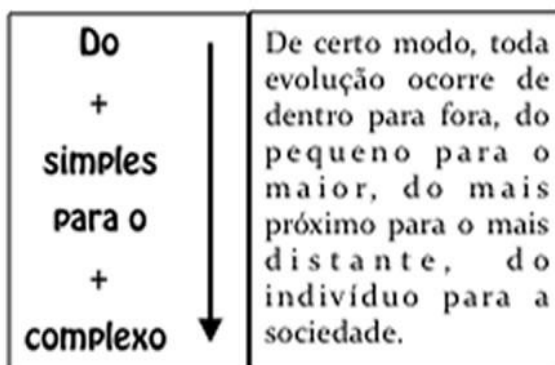 Do
+
simples
para o
+
complexo
De certo modo, toda
evolução ocorre de
dentro para fora, do
pequeno para o
maior, do mais
próximo para o mais
distante, do
indivíduo para a
sociedade.